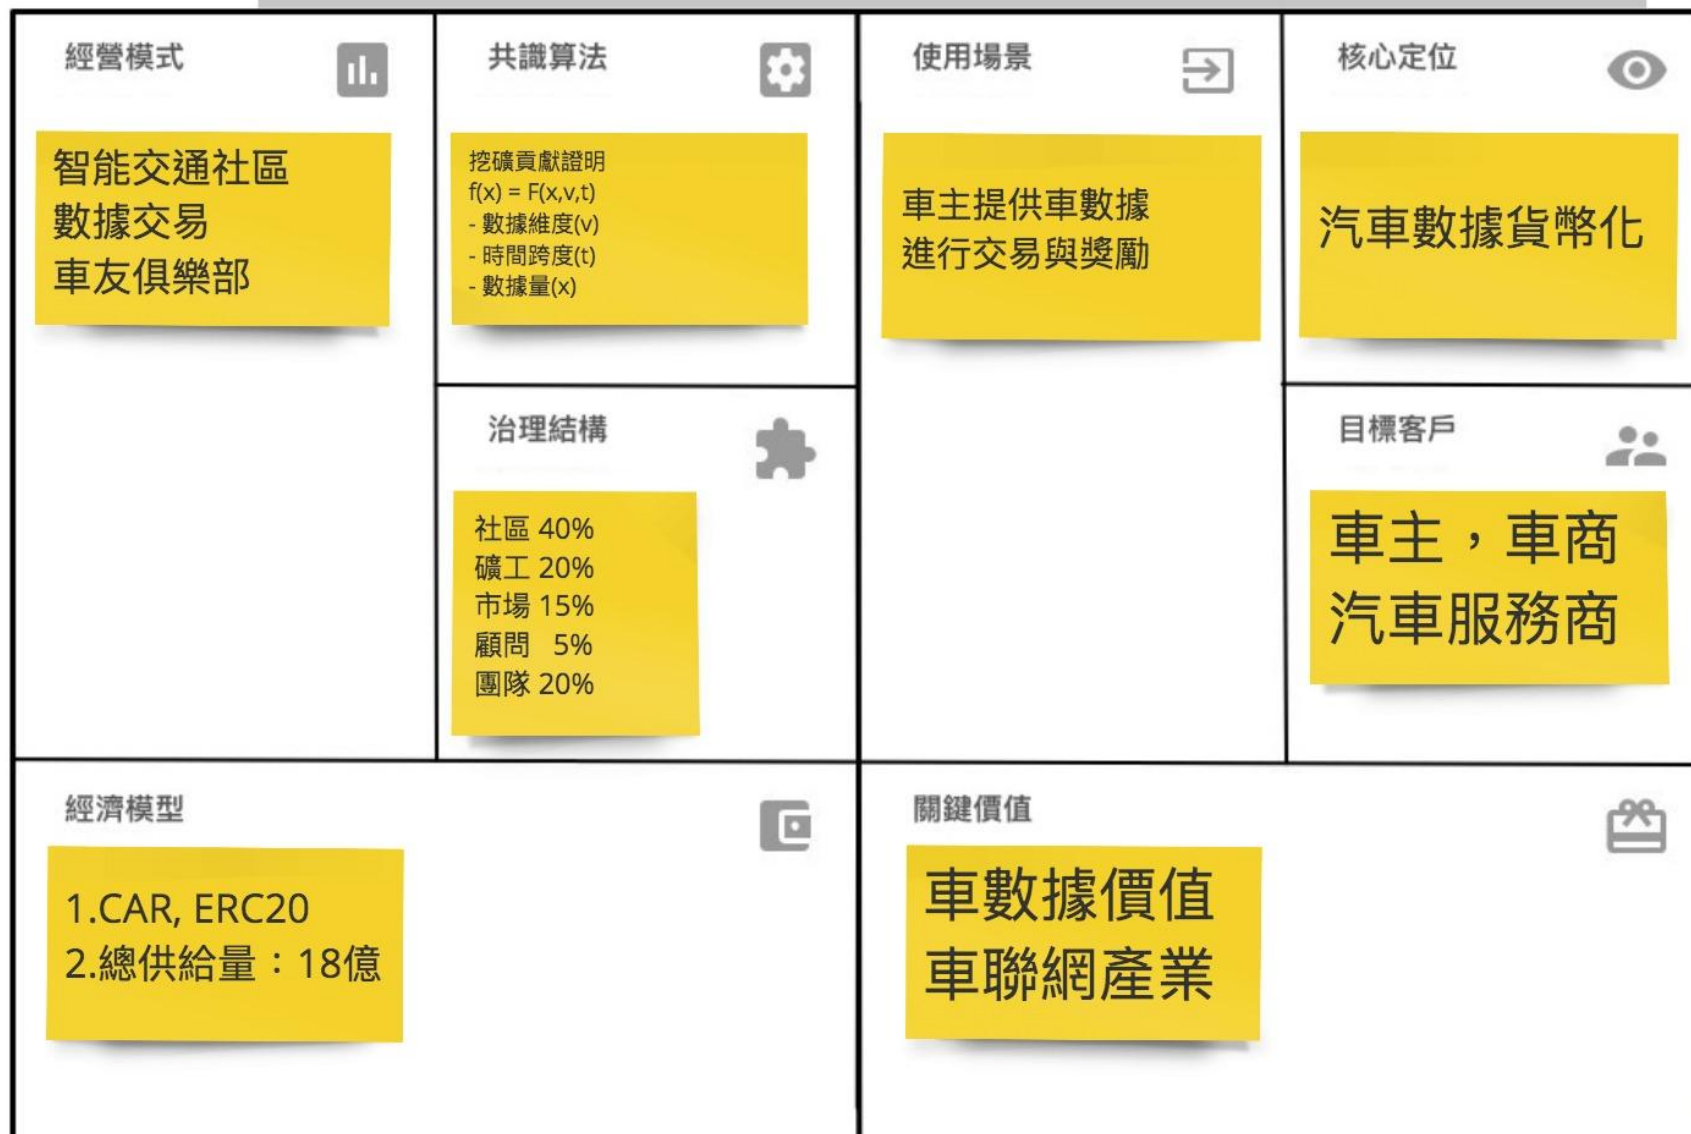 經營模式
智能交通社區
數據交易
車友俱樂部
共識算法
挖礦貢獻證明
f(x) = F(x,v,t)
- 數據維度(v)
- 時間跨度(t)
- 數據量(x)
治理結構
社區 40%
礦工 20%
市場 15%
顧問 5%
團隊 20%
使用場景
車主提供車數據
進行交易與獎勵
核心定位
汽車數據貨幣化
目標客戶
車主，車商
汽車服務商
經濟模型
1.CAR, ERC20
2.總供給量：18億
關鍵價值
車數據價值
車聯網產業